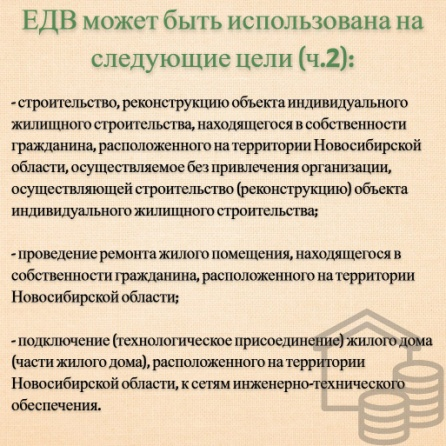 ЕДВ может быть использована на
следующие цели (ч.2):
- строительство, реконструкцию объекта индивидуального
жилищного строительства, находящегося в собственности
гражданина, расположенного на территории Новосибирской
области, осуществляемое без привлечения организации,
осуществляющей строительство (реконструкцию) объекта
индивидуального жилищного строительства;
- проведение ремонта жилого помещения, находящегося в
собственности гражданина, расположенного на территории
Новосибирской области;
- подключение (технологическое присоединение) жилого дома
(части жилого дома), расположенного на территории
Новосибирской области, к сетям инженерно-технического
обеспечения.